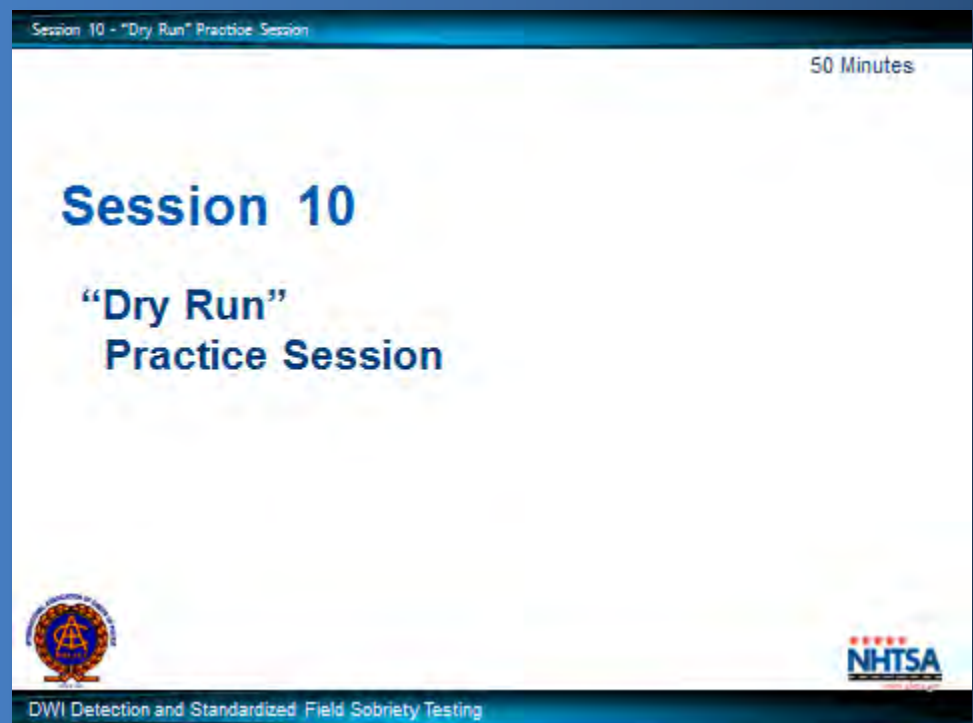 Session 10 - "Dry Run" Practice Session
50 Minutes
Session 10
“Dry Run”
Practice Session
NHTSA
DWI Detection and Standardized Field Sobriety Testing